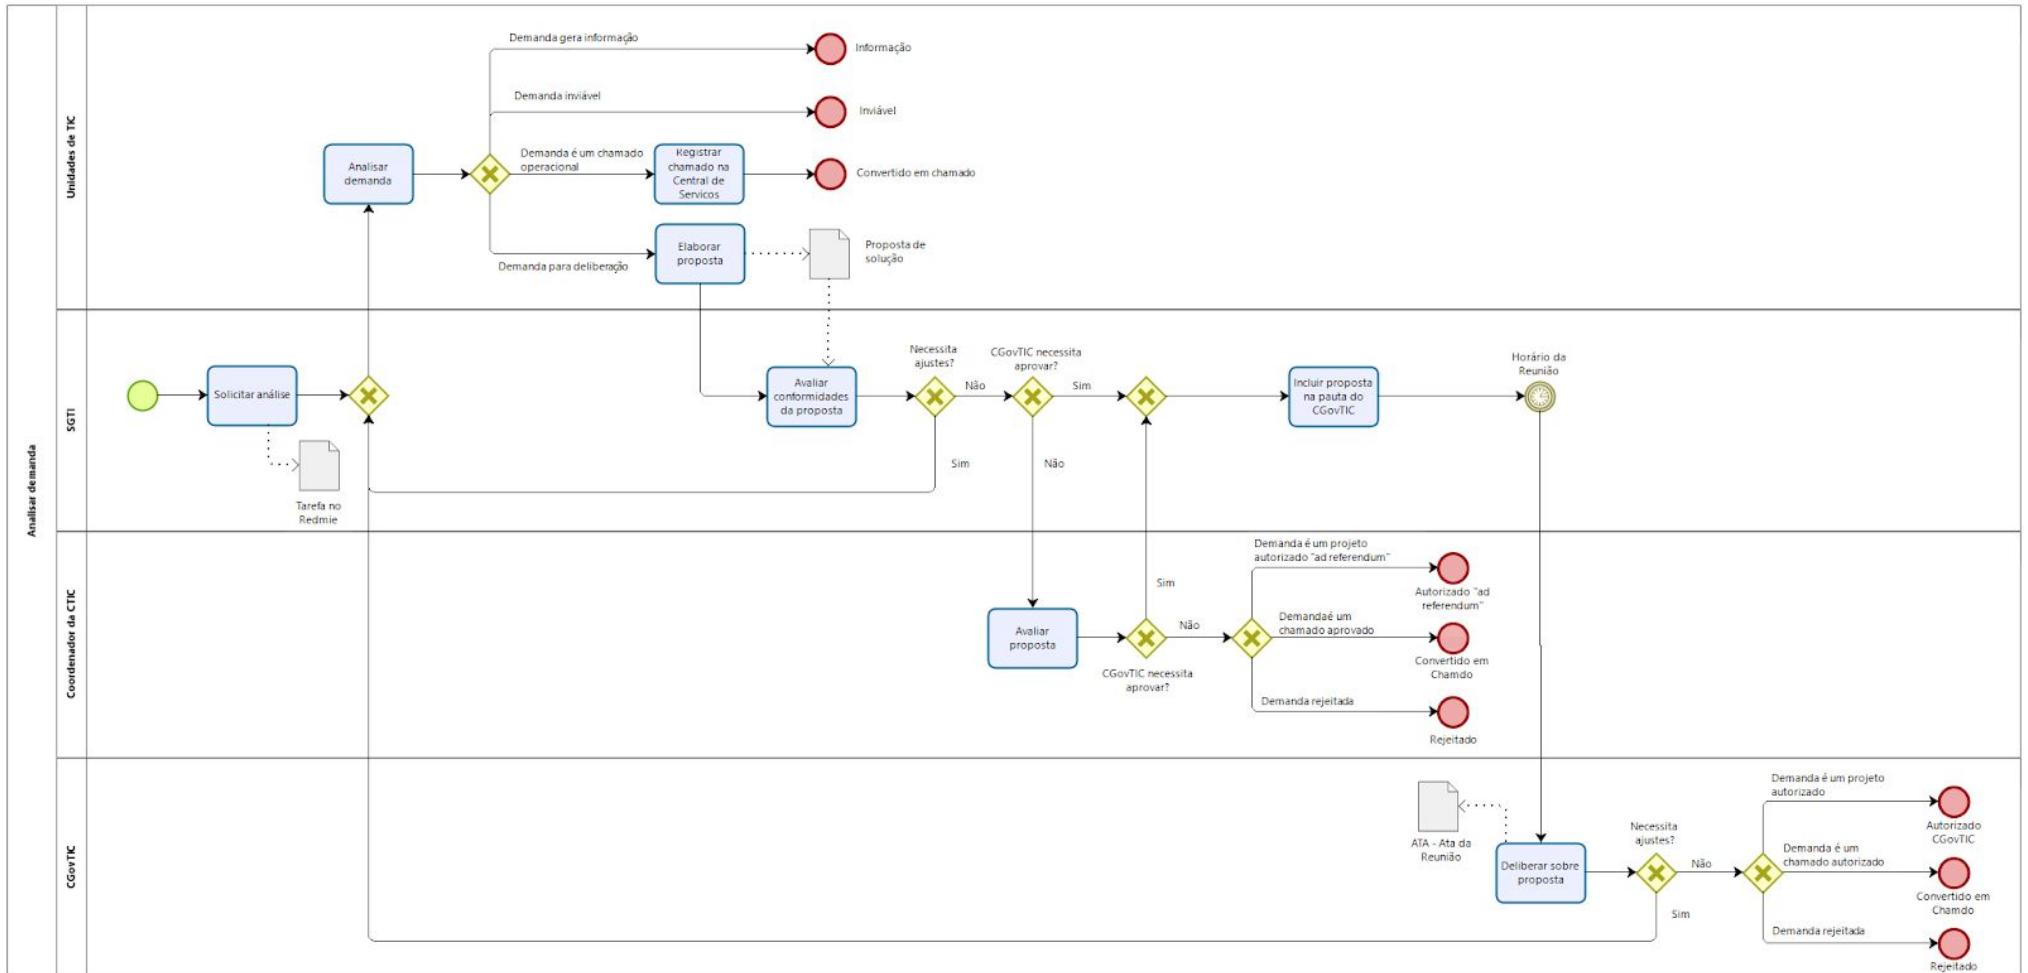 Analisar demanda
Unidades de TIC
Demanda gera informação
Informação
Demanda inviável
Inviável
Analisar
demanda
Demanda é um chamado
operacional
Registrar
chamado na
Central de
Servicos
Convertido em chamado
Demanda para deliberação
Elaborar
proposta
Proposta de
solução
SGTI
Solicitar análise
Tarefa no
Redmie
Avaliar
conformidades
da proposta
Necessita
ajustes?
Não
Sim
CGovTIC necessita
aprovar?
Sim
Não
Incluir proposta
na pauta do
CGovTIC
Horário da
Reunião
Coordenador da CTIC
Avaliar
proposta
Sim
Não
CGovTIC necessita
aprovar?
Demanda é um projeto
autorizado "ad referendum"
Autorizado "ad
referendum"
Demandaé um
chamado aprovado
Convertido em
Chamdo
Demanda rejeitada
Rejeitado
CGovTIC
ATA - Ata da
Reunião
Deliberar sobre
proposta
Necessita
ajustes?
Não
Sim
Demanda é um projeto
autorizado
Autorizado
CGovTIC
Demanda é um
chamado autorizado
Convertido em
Chamdo
Demanda rejeitada
Rejeitado